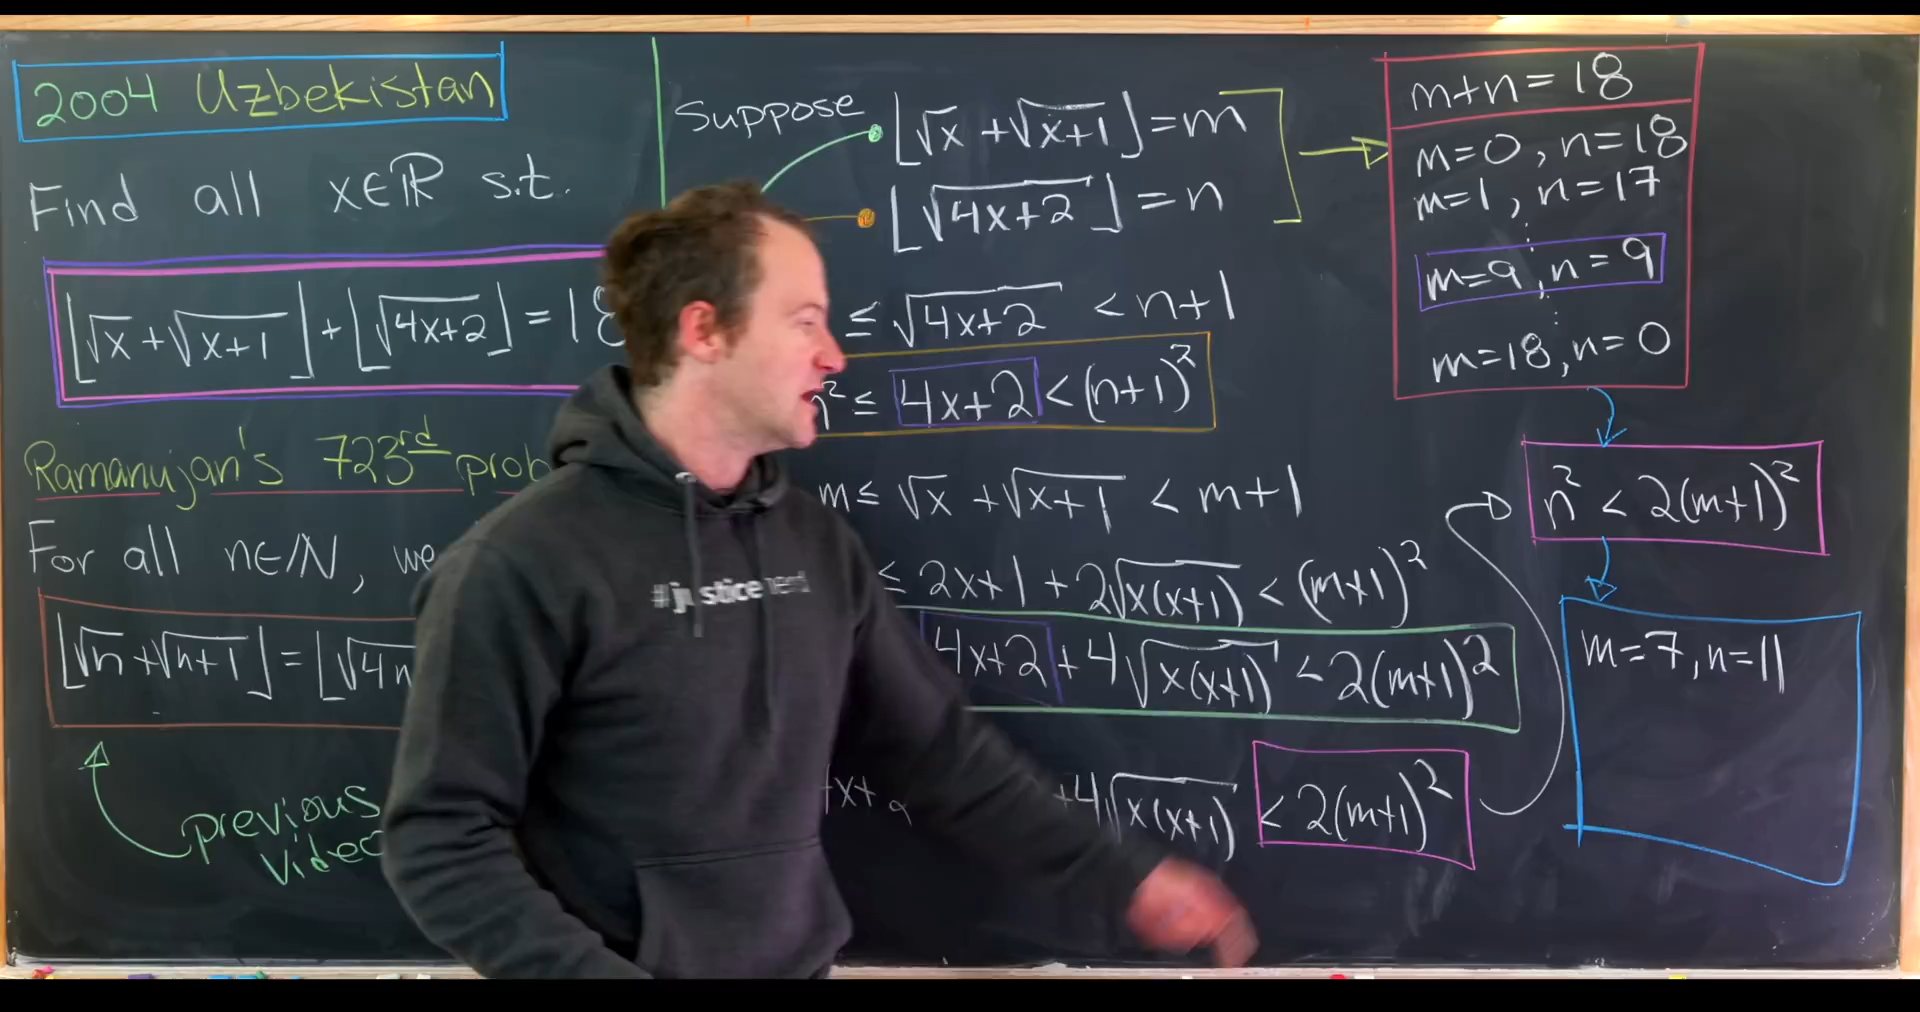 2004 Uzbekistan
Find all x∈ℝ s.t.
⌊√x + √(x+1)⌋ + ⌊√(4x+2)⌋ = 18
Ramanujan's 723rd
For all n∈ℕ, we
⌊√n + √(n+1)⌋ = ⌊√4n
previous
video
Suppose ⌊√x + √(x+1)⌋ = m
⌊√(4x+2)⌋ = n
≤ √(4x+2) < n+1
n² ≤ 4x+2 < (n+1)²
m ≤ √x + √(x+1) < m+1
≤ 2x+1 + 2√(x(x+1)) < (m+1)²
4x+2 + 4√(x(x+1)) < 2(m+1)²
+4√(x(x+1)) < 2(m+1)²
m+n = 18
m=0, n=18
m=1, n=17
⋮
m=9, n=9
⋮
m=18, n=0
n² < 2(m+1)²
m=7, n=11
#justice